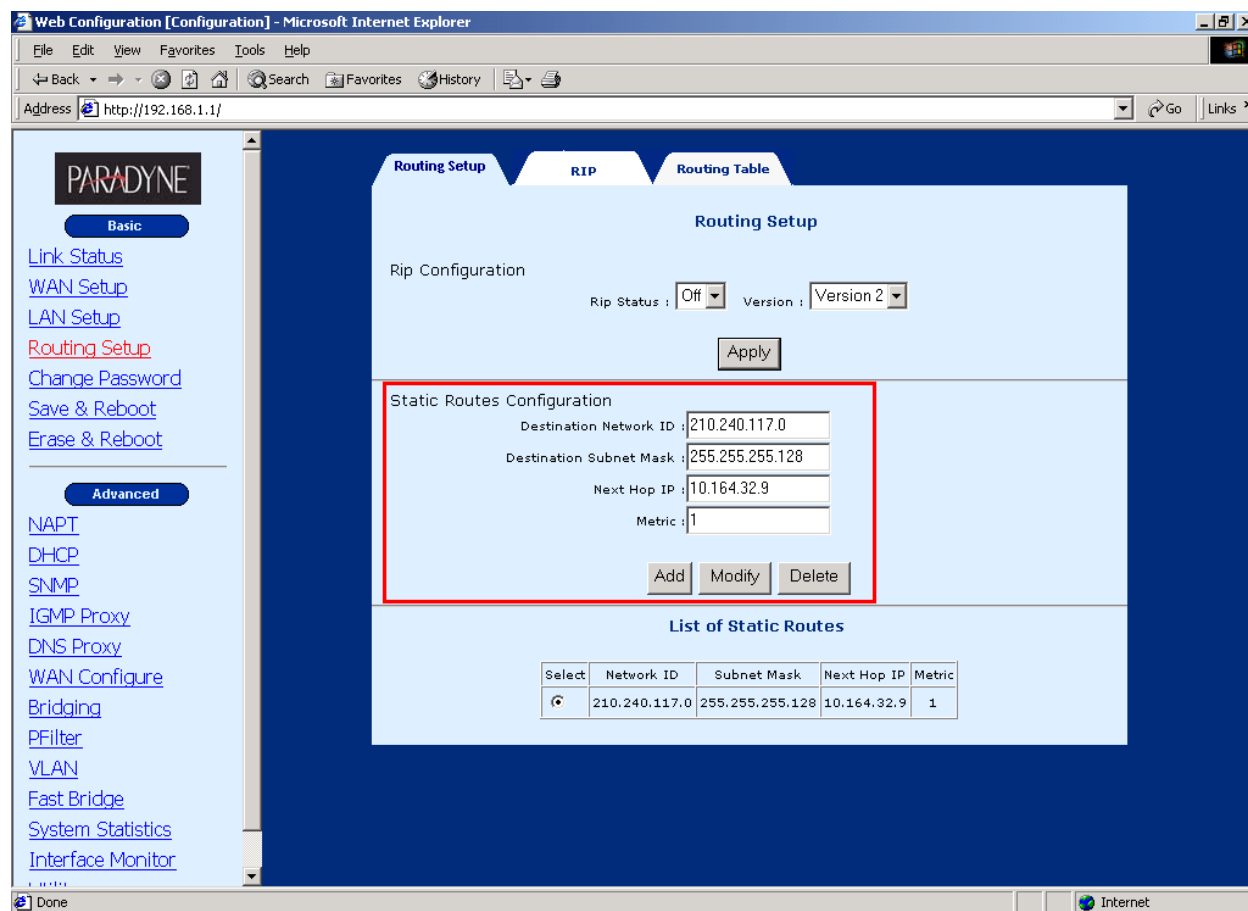 Web Configuration [Configuration] - Microsoft Internet Explorer
File Edit View Favorites Tools Help
Back Search Favorites History
Address http://192.168.1.1/ Go Links
PARADYNE
Basic
Link Status
WAN Setup
LAN Setup
Routing Setup
Change Password
Save & Reboot
Erase & Reboot
Advanced
NAPT
DHCP
SNMP
IGMP Proxy
DNS Proxy
WAN Configure
Bridging
PFilter
VLAN
Fast Bridge
System Statistics
Interface Monitor
Routing Setup RIP Routing Table
Routing Setup
Rip Configuration
Rip Status : Off Version : Version 2
Apply
Static Routes Configuration
Destination Network ID : 210.240.117.0
Destination Subnet Mask : 255.255.255.128
Next Hop IP : 10.164.32.9
Metric : 1
Add Modify Delete
List of Static Routes
Select Network ID Subnet Mask Next Hop IP Metric
210.240.117.0 255.255.255.128 10.164.32.9 1
Done Internet